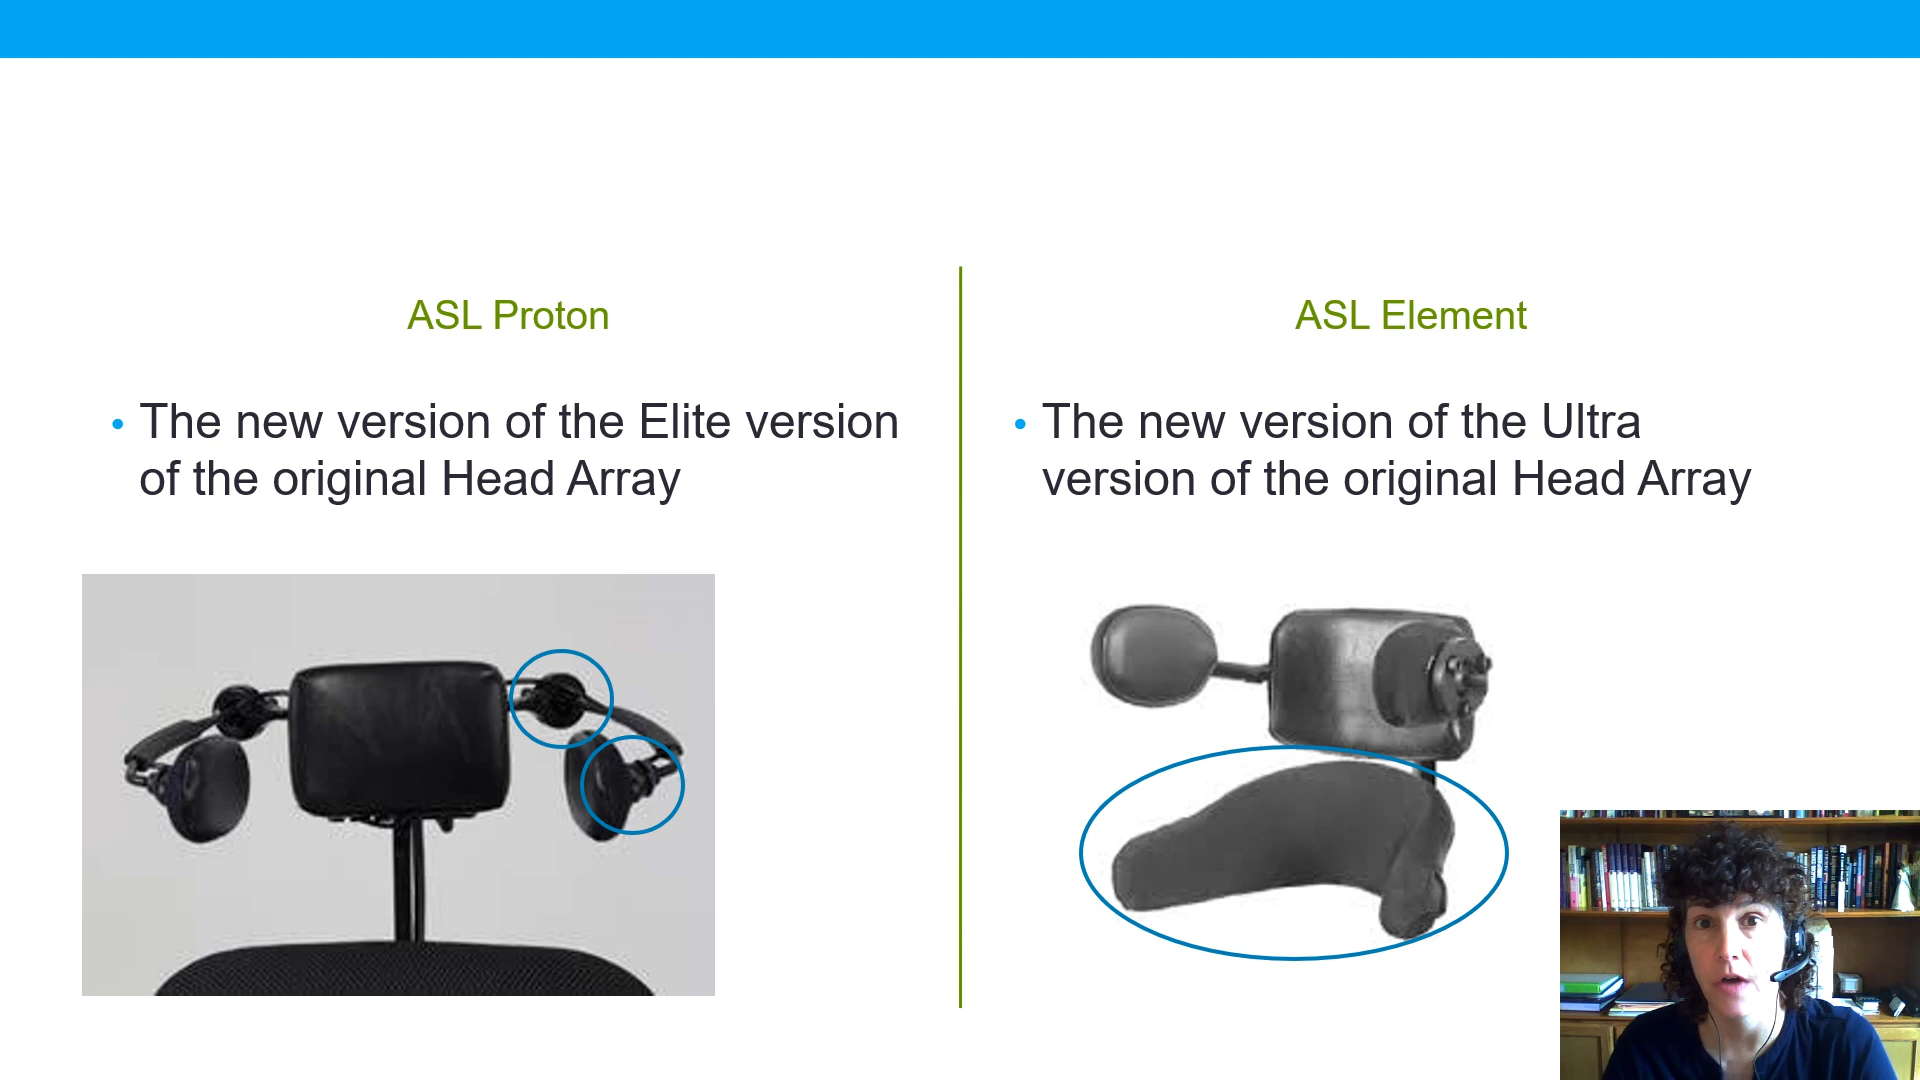 ASL Proton
• The new version of the Elite version
of the original Head Array
ASL Element
• The new version of the Ultra
version of the original Head Array